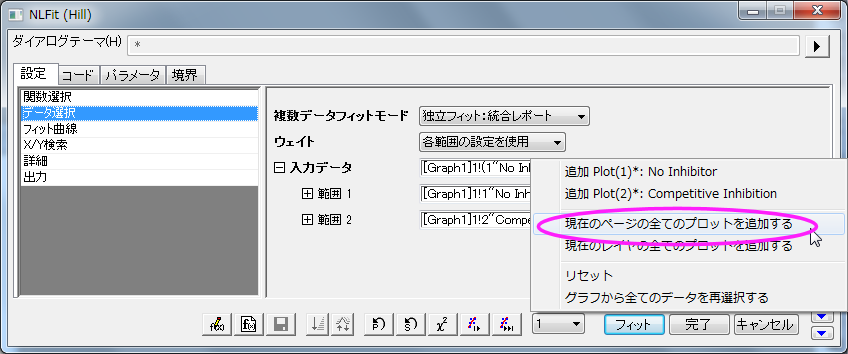 NLFit (Hill)
ダイアログテーマ(H) *
設定 コード パラメータ 境界
関数選択
データ選択
フィット曲線
X/Y検索
詳細
出力
複数データフィットモード 独立フィット:統合レポート
ウェイト 各範囲の設定を使用
入力データ [Graph1]1!(1"No Inh
範囲 1 [Graph1]1!1"No Inh
範囲 2 [Graph1]1!2"Compe
追加 Plot(1)*: No Inhibitor
追加 Plot(2)*: Competitive Inhibition
現在のページの全てのプロットを追加する
現在のレイヤの全てのプロットを追加する
リセット
グラフから全てのデータを再選択する
1 フィット 完了 キャンセル